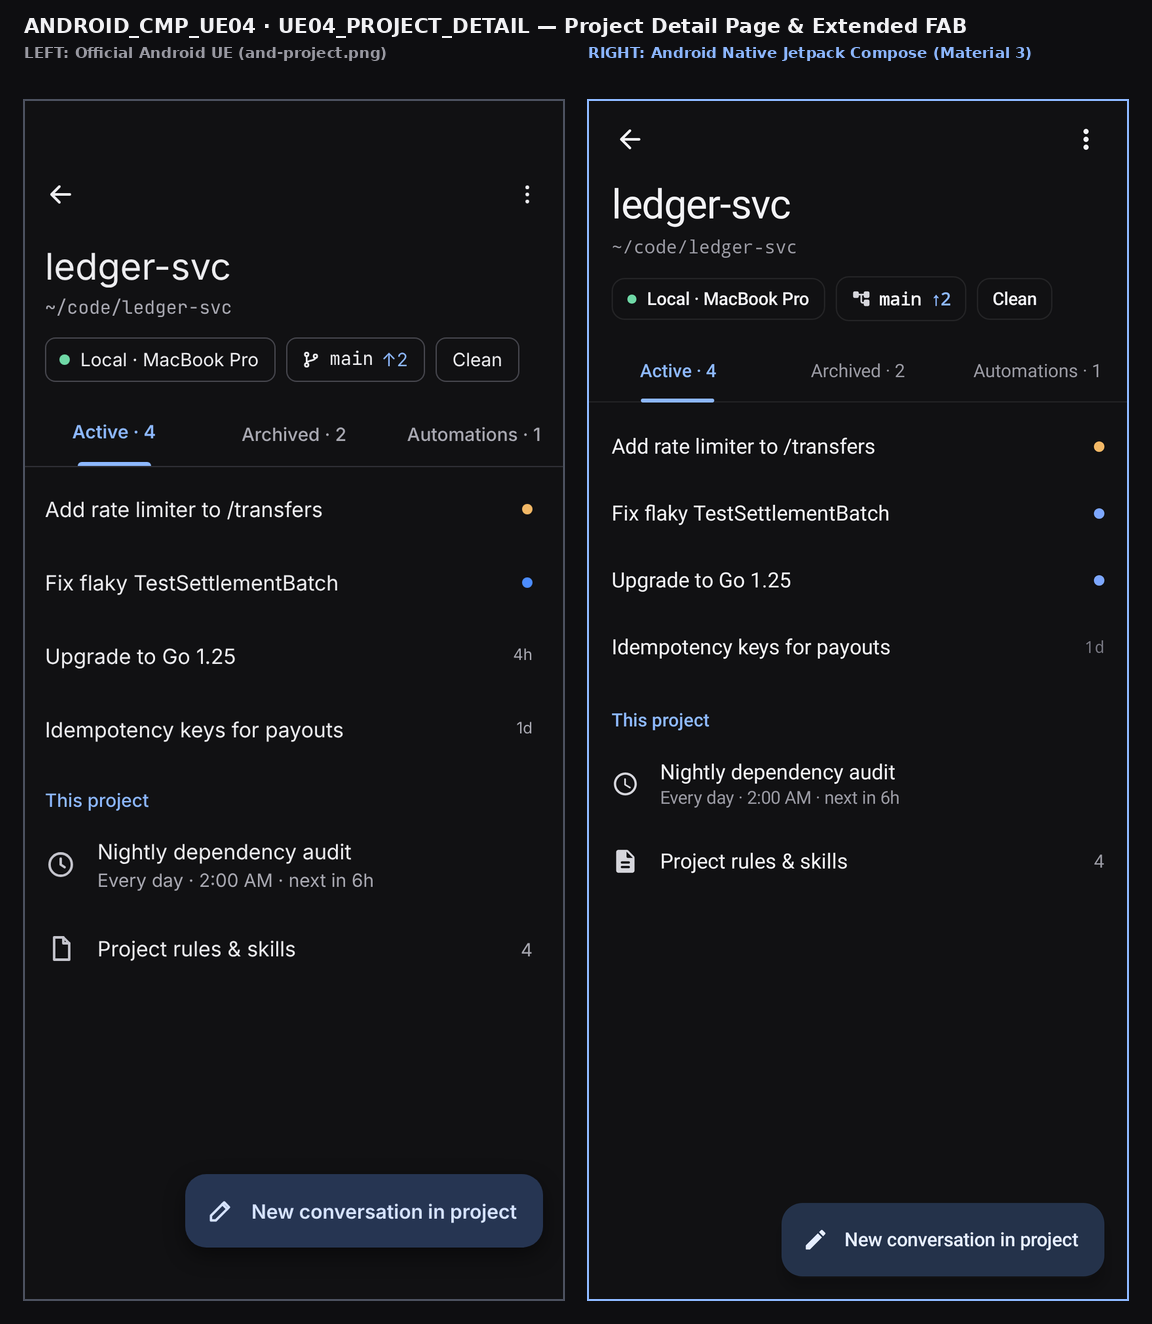 ANDROID_CMP_UE04 · UE04_PROJECT_DETAIL — Project Detail Page & Extended FAB
LEFT: Official Android UE (and-project.png)
ledger-svc
~/code/ledger-svc
Local · MacBook Pro
main ↑2
Clean
Active · 4
Archived · 2
Automations · 1
Add rate limiter to /transfers
Fix flaky TestSettlementBatch
Upgrade to Go 1.25 4h
Idempotency keys for payouts 1d
This project
Nightly dependency audit
Every day · 2:00 AM · next in 6h
Project rules & skills 4
New conversation in project
RIGHT: Android Native Jetpack Compose (Material 3)
ledger-svc
~/code/ledger-svc
Local · MacBook Pro
main ↑2
Clean
Active · 4
Archived · 2
Automations · 1
Add rate limiter to /transfers
Fix flaky TestSettlementBatch
Upgrade to Go 1.25
Idempotency keys for payouts 1d
This project
Nightly dependency audit
Every day · 2:00 AM · next in 6h
Project rules & skills 4
New conversation in project